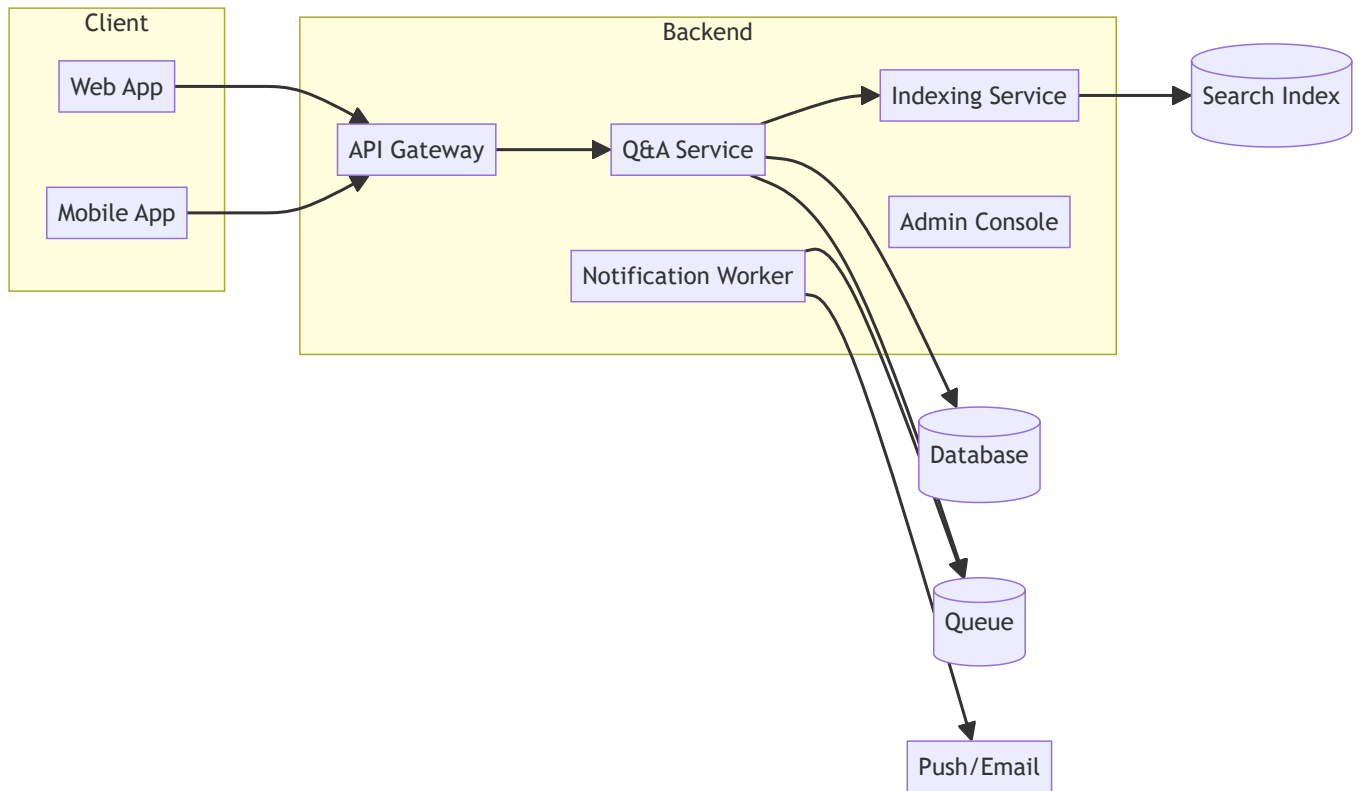 Client
Web App
Mobile App
Backend
API Gateway
Q&A Service
Indexing Service
Admin Console
Notification Worker
Search Index
Database
Queue
Push/Email